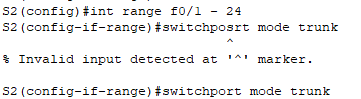 S2(config)#int range f0/1 - 24
S2(config-if-range)#switchposrt mode trunk
^
% Invalid input detected at '^' marker.
S2(config-if-range)#switchport mode trunk